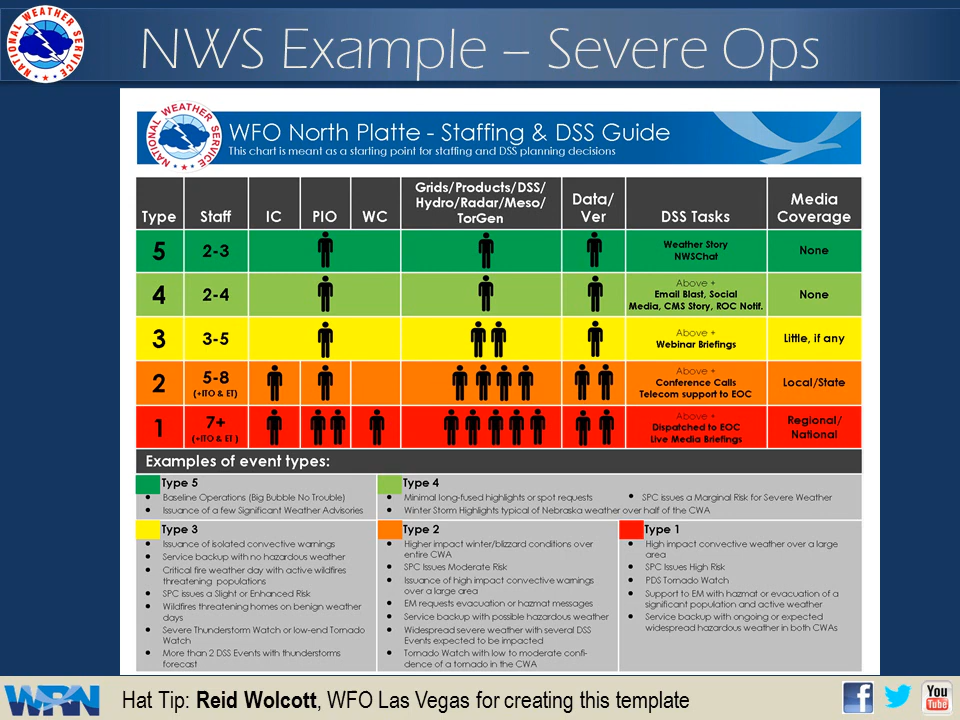 NWS Example – Severe Ops
NATIONAL WEATHER SERVICE
NATIONAL WEATHER SERVICE
WFO North Platte - Staffing & DSS Guide
This chart is meant as a starting point for staffing and DSS planning decisions
Type Staff IC PIO WC Grids/Products/DSS/ Hydro/Radar/Meso/ TorGen Data/ Ver DSS Tasks Media Coverage
5 2-3 Weather Story NWSChat None
4 2-4 Above + Email Blast, Social Media, CMS Story, ROC Notif. None
3 3-5 Above + Webinar Briefings Little, if any
2 5-8 (+ITO & ET) Above + Conference Calls Telecom support to EOC Local/State
1 7+ (+ITO & ET ) Above + Dispatched to EOC Live Media Briefings Regional/ National
Examples of event types:
Type 5
Baseline Operations (Big Bubble No Trouble)
Issuance of a few Significant Weather Advisories
Type 4
Minimal long-fused highlights or spot requests
SPC issues a Marginal Risk for Severe Weather
Winter Storm Highlights typical of Nebraska weather over half of the CWA
Type 3
Issuance of isolated convective warnings
Service backup with no hazardous weather
Critical fire weather day with active wildfires
threatening populations
SPC issues a Slight or Enhanced Risk
Wildfires threatening homes on benign weather
days
Severe Thunderstorm Watch or low-end Tornado
Watch
More than 2 DSS Events with thunderstorms
forecast
Type 2
Higher impact winter/blizzard conditions over
entire CWA
SPC Issues Moderate Risk
Issuance of high impact convective warnings
over a large area
EM requests evacuation or hazmat messages
Service backup with possible hazardous weather
Widespread severe weather with several DSS
Events expected to be impacted
Tornado Watch with low to moderate confi-
dence of a tornado in the CWA
Type 1
High impact convective weather over a large
area
SPC Issues High Risk
PDS Tornado Watch
Support to EM with hazmat or evacuation of a
significant population and active weather
Service backup with ongoing or expected
widespread hazardous weather in both CWAs
WRN
Hat Tip: Reid Wolcott, WFO Las Vegas for creating this template
f
You
Tube